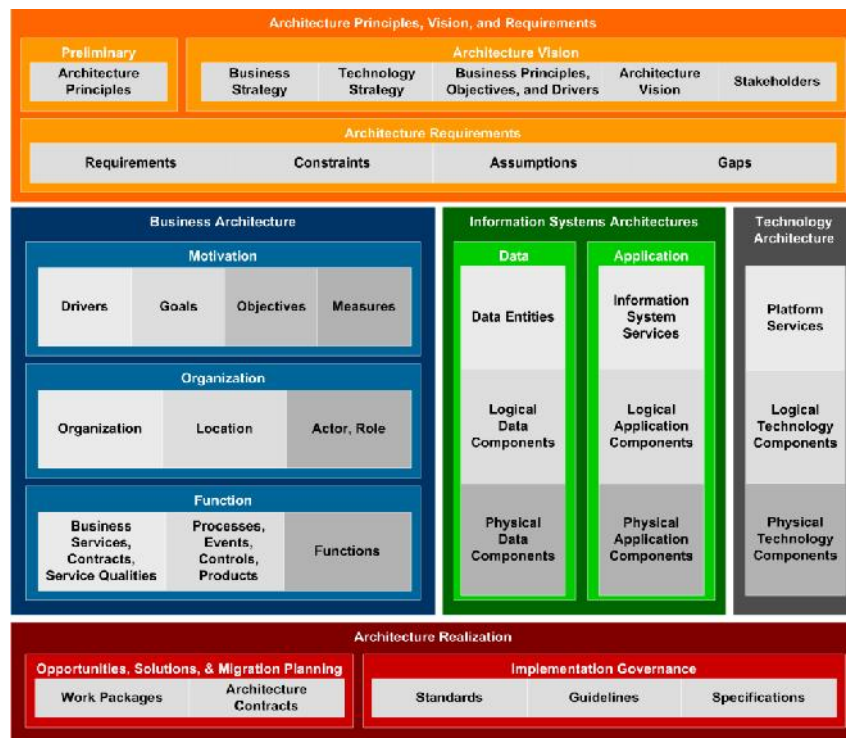 Architecture Principles, Vision, and Requirements
Preliminary
Architecture
Principles
Architecture Vision
Business
Strategy
Technology
Strategy
Business Principles,
Objectives, and Drivers
Architecture
Vision
Stakeholders
Architecture Requirements
Requirements
Constraints
Assumptions
Gaps
Business Architecture
Motivation
Drivers
Goals
Objectives
Measures
Organization
Organization
Location
Actor, Role
Function
Business
Services,
Contracts,
Service Qualities
Processes,
Events,
Controls,
Products
Functions
Information Systems Architectures
Data
Data Entities
Logical
Data
Components
Physical
Data
Components
Application
Information
System
Services
Logical
Application
Components
Physical
Application
Components
Technology
Architecture
Platform
Services
Logical
Technology
Components
Physical
Technology
Components
Architecture Realization
Opportunities, Solutions, & Migration Planning
Work Packages
Architecture
Contracts
Implementation Governance
Standards
Guidelines
Specifications